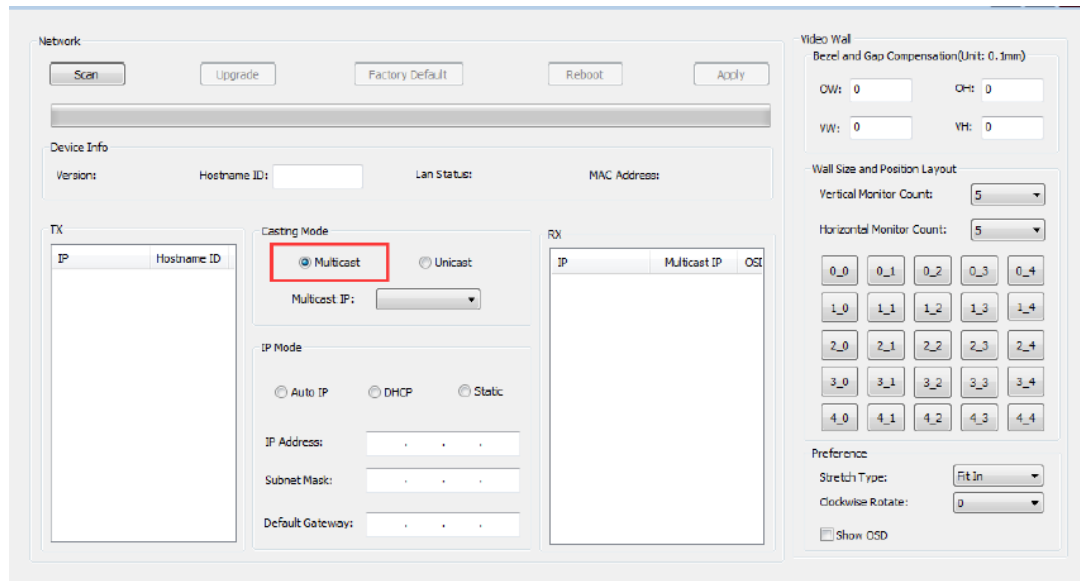 Network
Scan Upgrade Factory Default Reboot Apply
Device Info
Version: Hostname ID: Lan Status: MAC Address:
TX
IP Hostname ID
Casting Mode
Multicast Unicast
Multicast IP:
IP Mode
Auto IP DHCP Static
IP Address:
Subnet Mask:
Default Gateway:
RX
IP Multicast IP OSI
Video Wall
Bezel and Gap Compensation(Unit: 0.1mm)
OW: 0 OH: 0
VW: 0 VH: 0
Wall Size and Position Layout
Vertical Monitor Count: 5
Horizontal Monitor Count: 5
0_0 0_1 0_2 0_3 0_4
1_0 1_1 1_2 1_3 1_4
2_0 2_1 2_2 2_3 2_4
3_0 3_1 3_2 3_3 3_4
4_0 4_1 4_2 4_3 4_4
Preference
Stretch Type: Fit In
Clockwise Rotate: 0
Show OSD